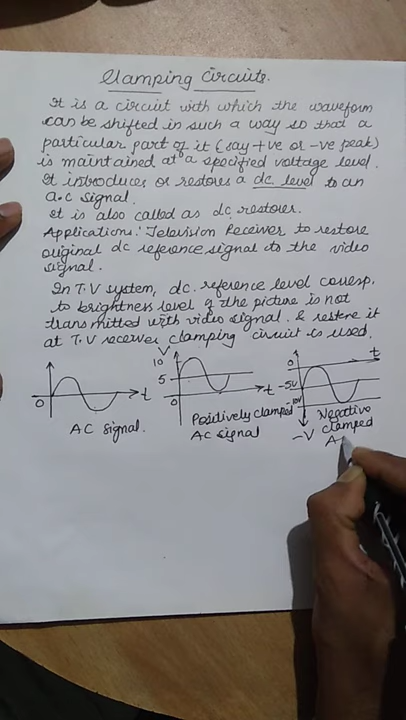 Clamping Circuits.
It is a circuit with which the waveform
can be shifted in such a way so that a
particular part of it (say +ve or -ve peak)
is maintained at a specified voltage level.
It introduces or restores a dc. level to an
a.c signal.
It is also called as dc restorer.
Applications: Television Receiver to restore
original dc reference signal to the video
signal.
In T.V system, dc. reference level corresp.
to brightness level of the picture is not
transmitted with video signal. & restore it
at T.V receiver clamping circuit is used.
0
t
AC signal.
V
10
5
0
t
Positively clamped
AC signal
t
0
-5V
-10V
-V
Negative
clamped
A